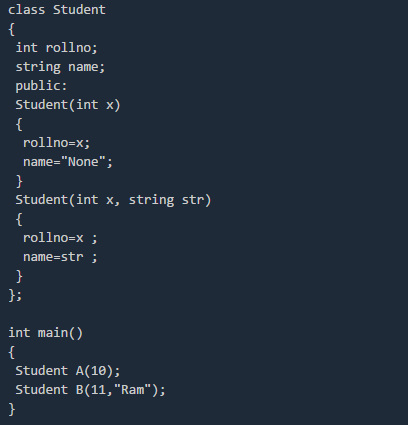 class Student
{
 int rollno;
 string name;
 public:
 Student(int x)
 {
  rollno=x;
  name="None";
 }
 Student(int x, string str)
 {
  rollno=x ;
  name=str ;
 }
};

int main()
{
 Student A(10);
 Student B(11,"Ram");
}